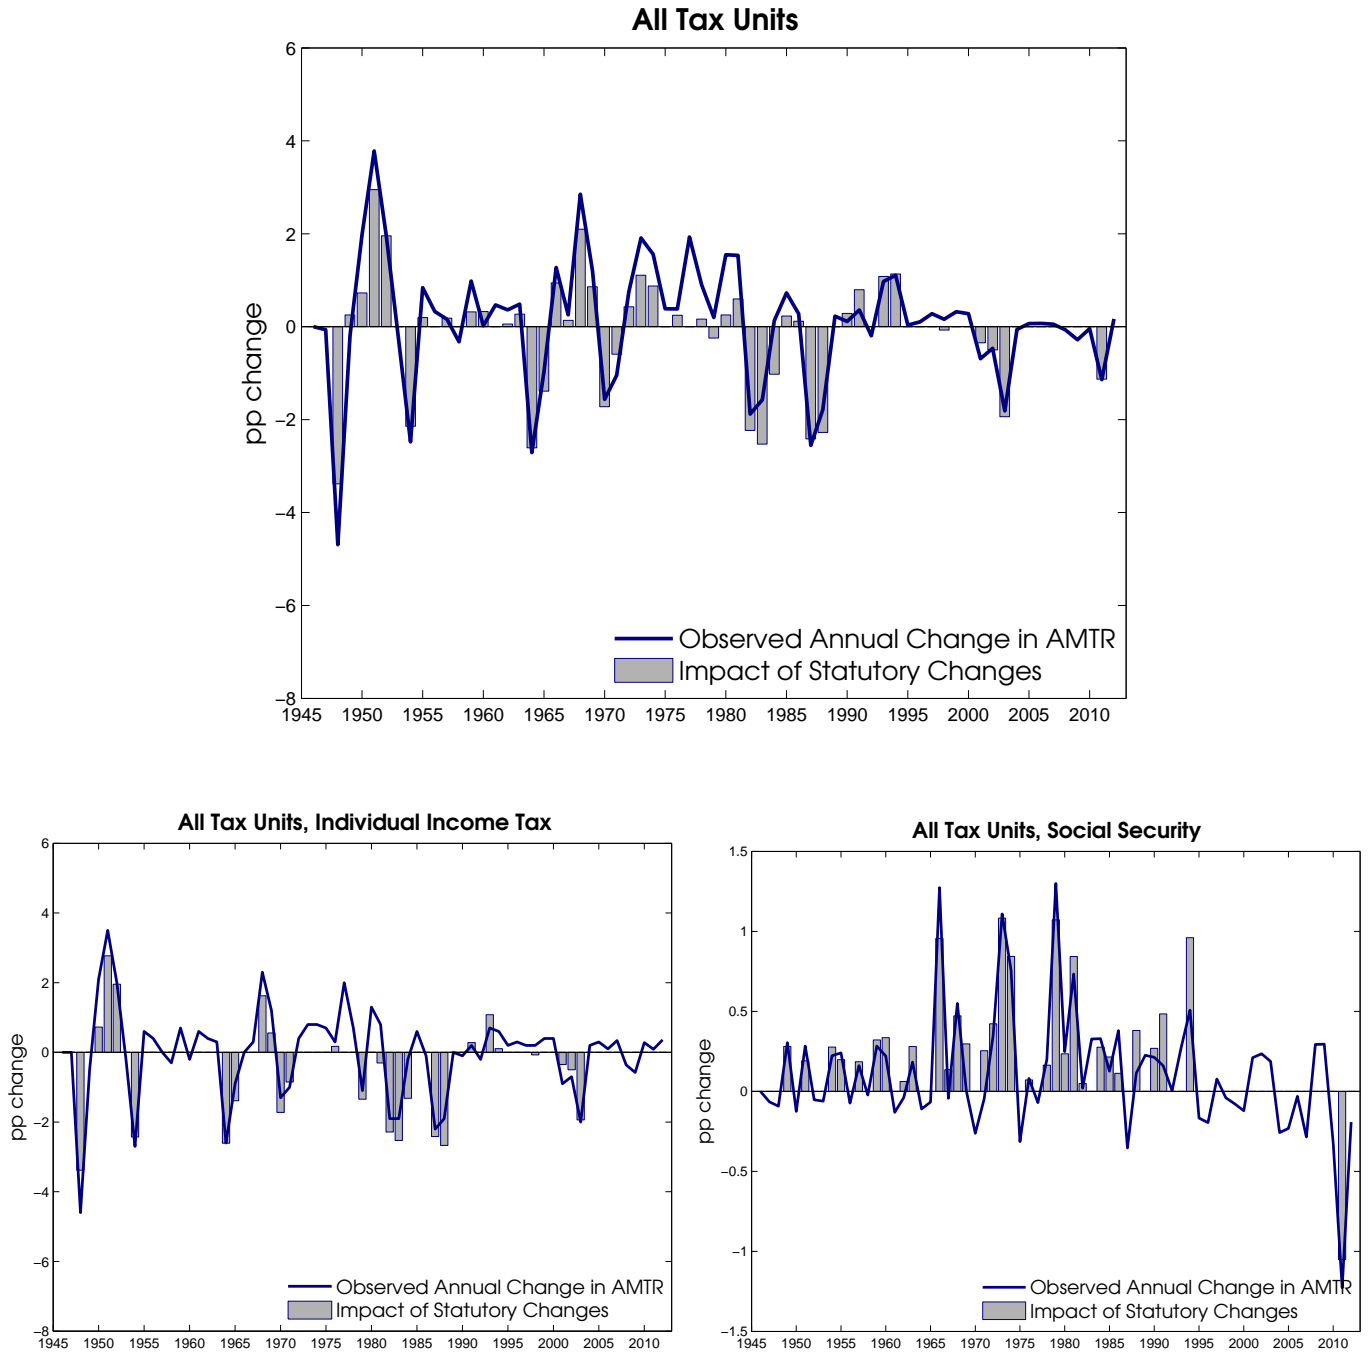 All Tax Units
6
4
2
0
−2
−4
−6
−8
pp change
Observed Annual Change in AMTR
Impact of Statutory Changes
1945 1950 1955 1960 1965 1970 1975 1980 1985 1990 1995 2000 2005 2010
All Tax Units, Individual Income Tax
6
4
2
0
−2
−4
−6
−8
pp change
Observed Annual Change in AMTR
Impact of Statutory Changes
1945 1950 1955 1960 1965 1970 1975 1980 1985 1990 1995 2000 2005 2010
All Tax Units, Social Security
1.5
1
0.5
0
−0.5
−1
−1.5
pp change
Observed Annual Change in AMTR
Impact of Statutory Changes
1945 1950 1955 1960 1965 1970 1975 1980 1985 1990 1995 2000 2005 2010